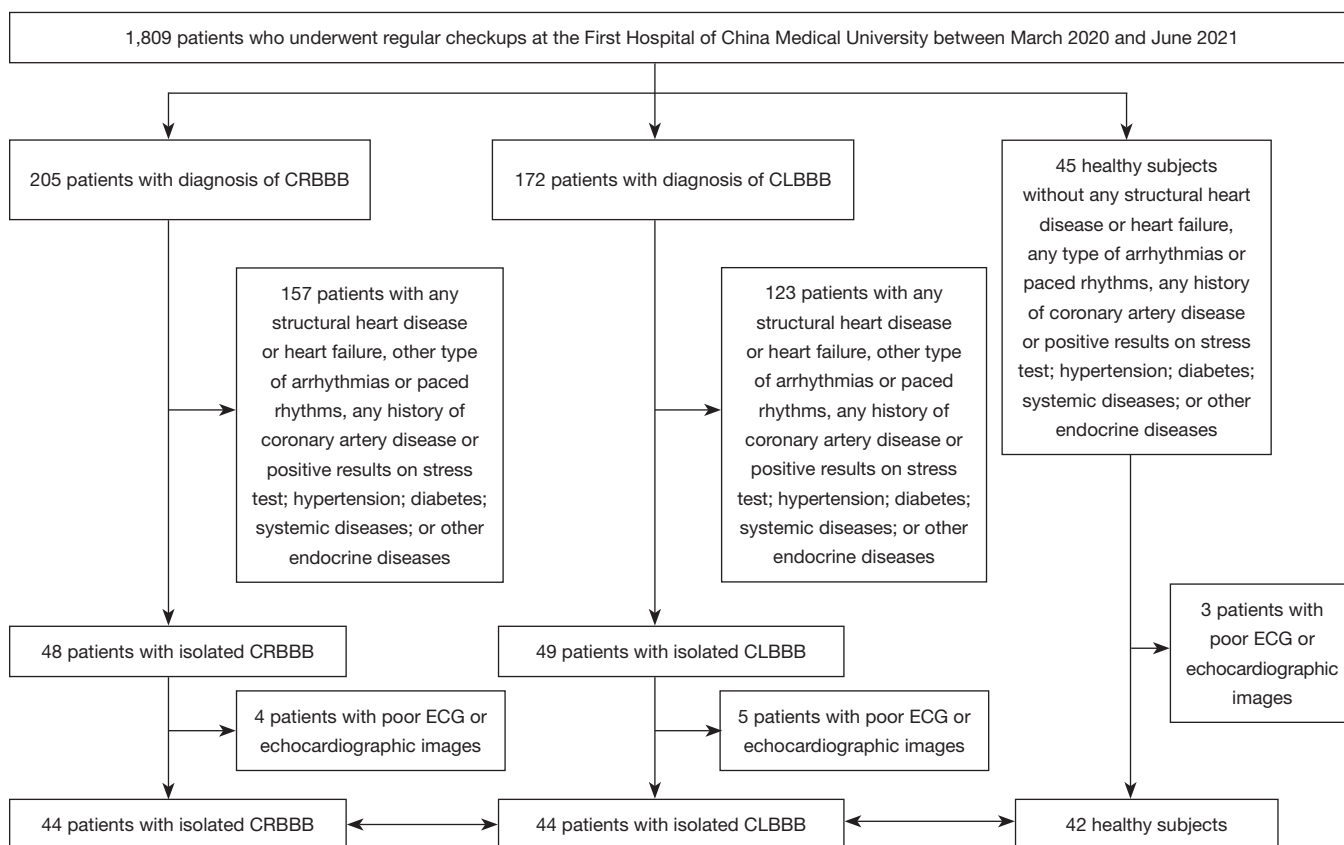 1,809 patients who underwent regular checkups at the First Hospital of China Medical University between March 2020 and June 2021
205 patients with diagnosis of CRBBB
172 patients with diagnosis of CLBBB
45 healthy subjects
without any structural heart
disease or heart failure,
any type of arrhythmias or
paced rhythms, any history
of coronary artery disease
or positive results on stress
test; hypertension; diabetes;
systemic diseases; or other
endocrine diseases
157 patients with any
structural heart disease
or heart failure, other type
of arrhythmias or paced
rhythms, any history of
coronary artery disease or
positive results on stress
test; hypertension; diabetes;
systemic diseases; or other
endocrine diseases
123 patients with any
structural heart disease
or heart failure, other type
of arrhythmias or paced
rhythms, any history of
coronary artery disease or
positive results on stress
test; hypertension; diabetes;
systemic diseases; or other
endocrine diseases
3 patients with
poor ECG or
echocardiographic
images
48 patients with isolated CRBBB
49 patients with isolated CLBBB
4 patients with poor ECG or
echocardiographic images
5 patients with poor ECG or
echocardiographic images
44 patients with isolated CRBBB
44 patients with isolated CLBBB
42 healthy subjects